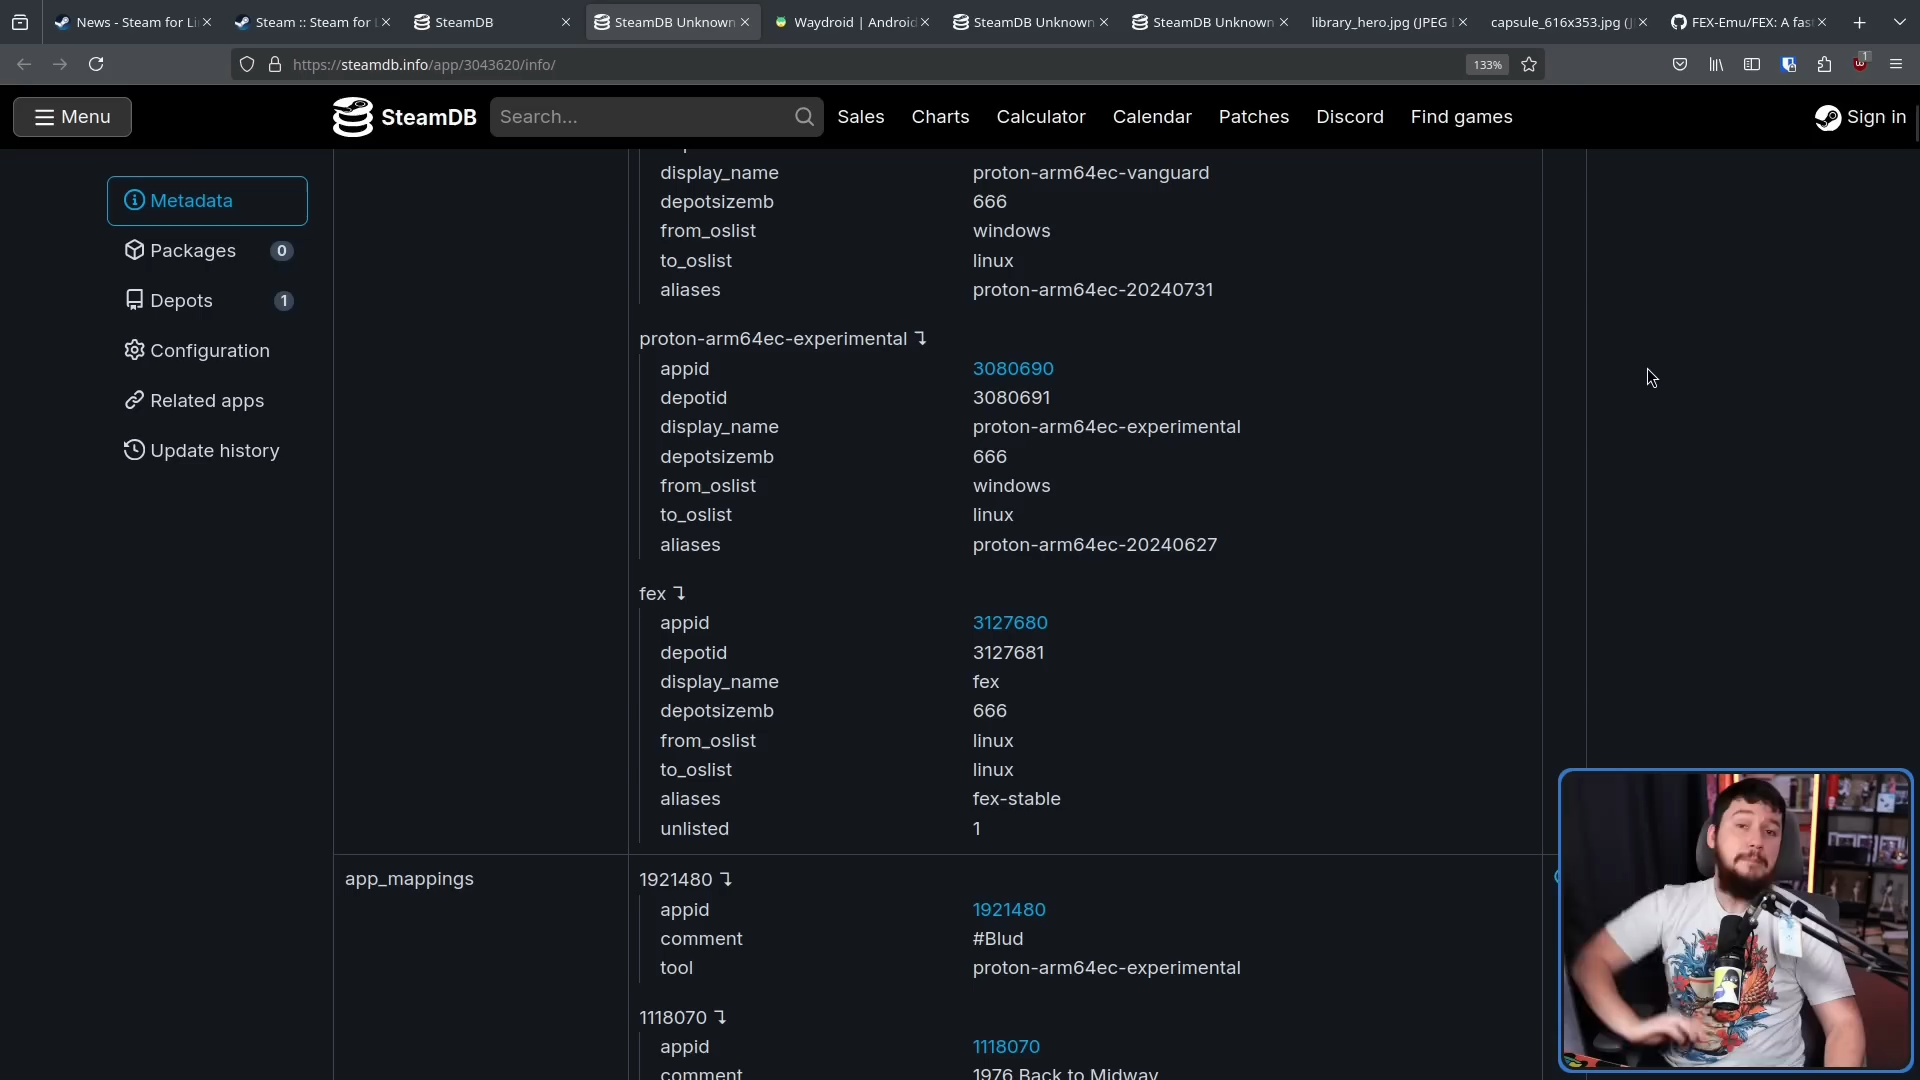 News - Steam for Li
Steam :: Steam for
SteamDB
SteamDB Unknown
Waydroid | Android
SteamDB Unknown
SteamDB Unknown
library_hero.jpg (JPEG
capsule_616x353.jpg (J
FEX-Emu/FEX: A fas
https://steamdb.info/app/3043620/info/
133%
1
Menu
SteamDB
Search...
Sales
Charts
Calculator
Calendar
Patches
Discord
Find games
Sign in
Metadata
Packages 0
Depots 1
Configuration
Related apps
Update history
display_name proton-arm64ec-vanguard
depotsizemb 666
from_oslist windows
to_oslist linux
aliases proton-arm64ec-20240731
proton-arm64ec-experimental
appid 3080690
depotid 3080691
display_name proton-arm64ec-experimental
depotsizemb 666
from_oslist windows
to_oslist linux
aliases proton-arm64ec-20240627
fex
appid 3127680
depotid 3127681
display_name fex
depotsizemb 666
from_oslist linux
to_oslist linux
aliases fex-stable
unlisted 1
app_mappings
1921480
appid 1921480
comment #Blud
tool proton-arm64ec-experimental
1118070
appid 1118070
comment 1976 Back to Midway